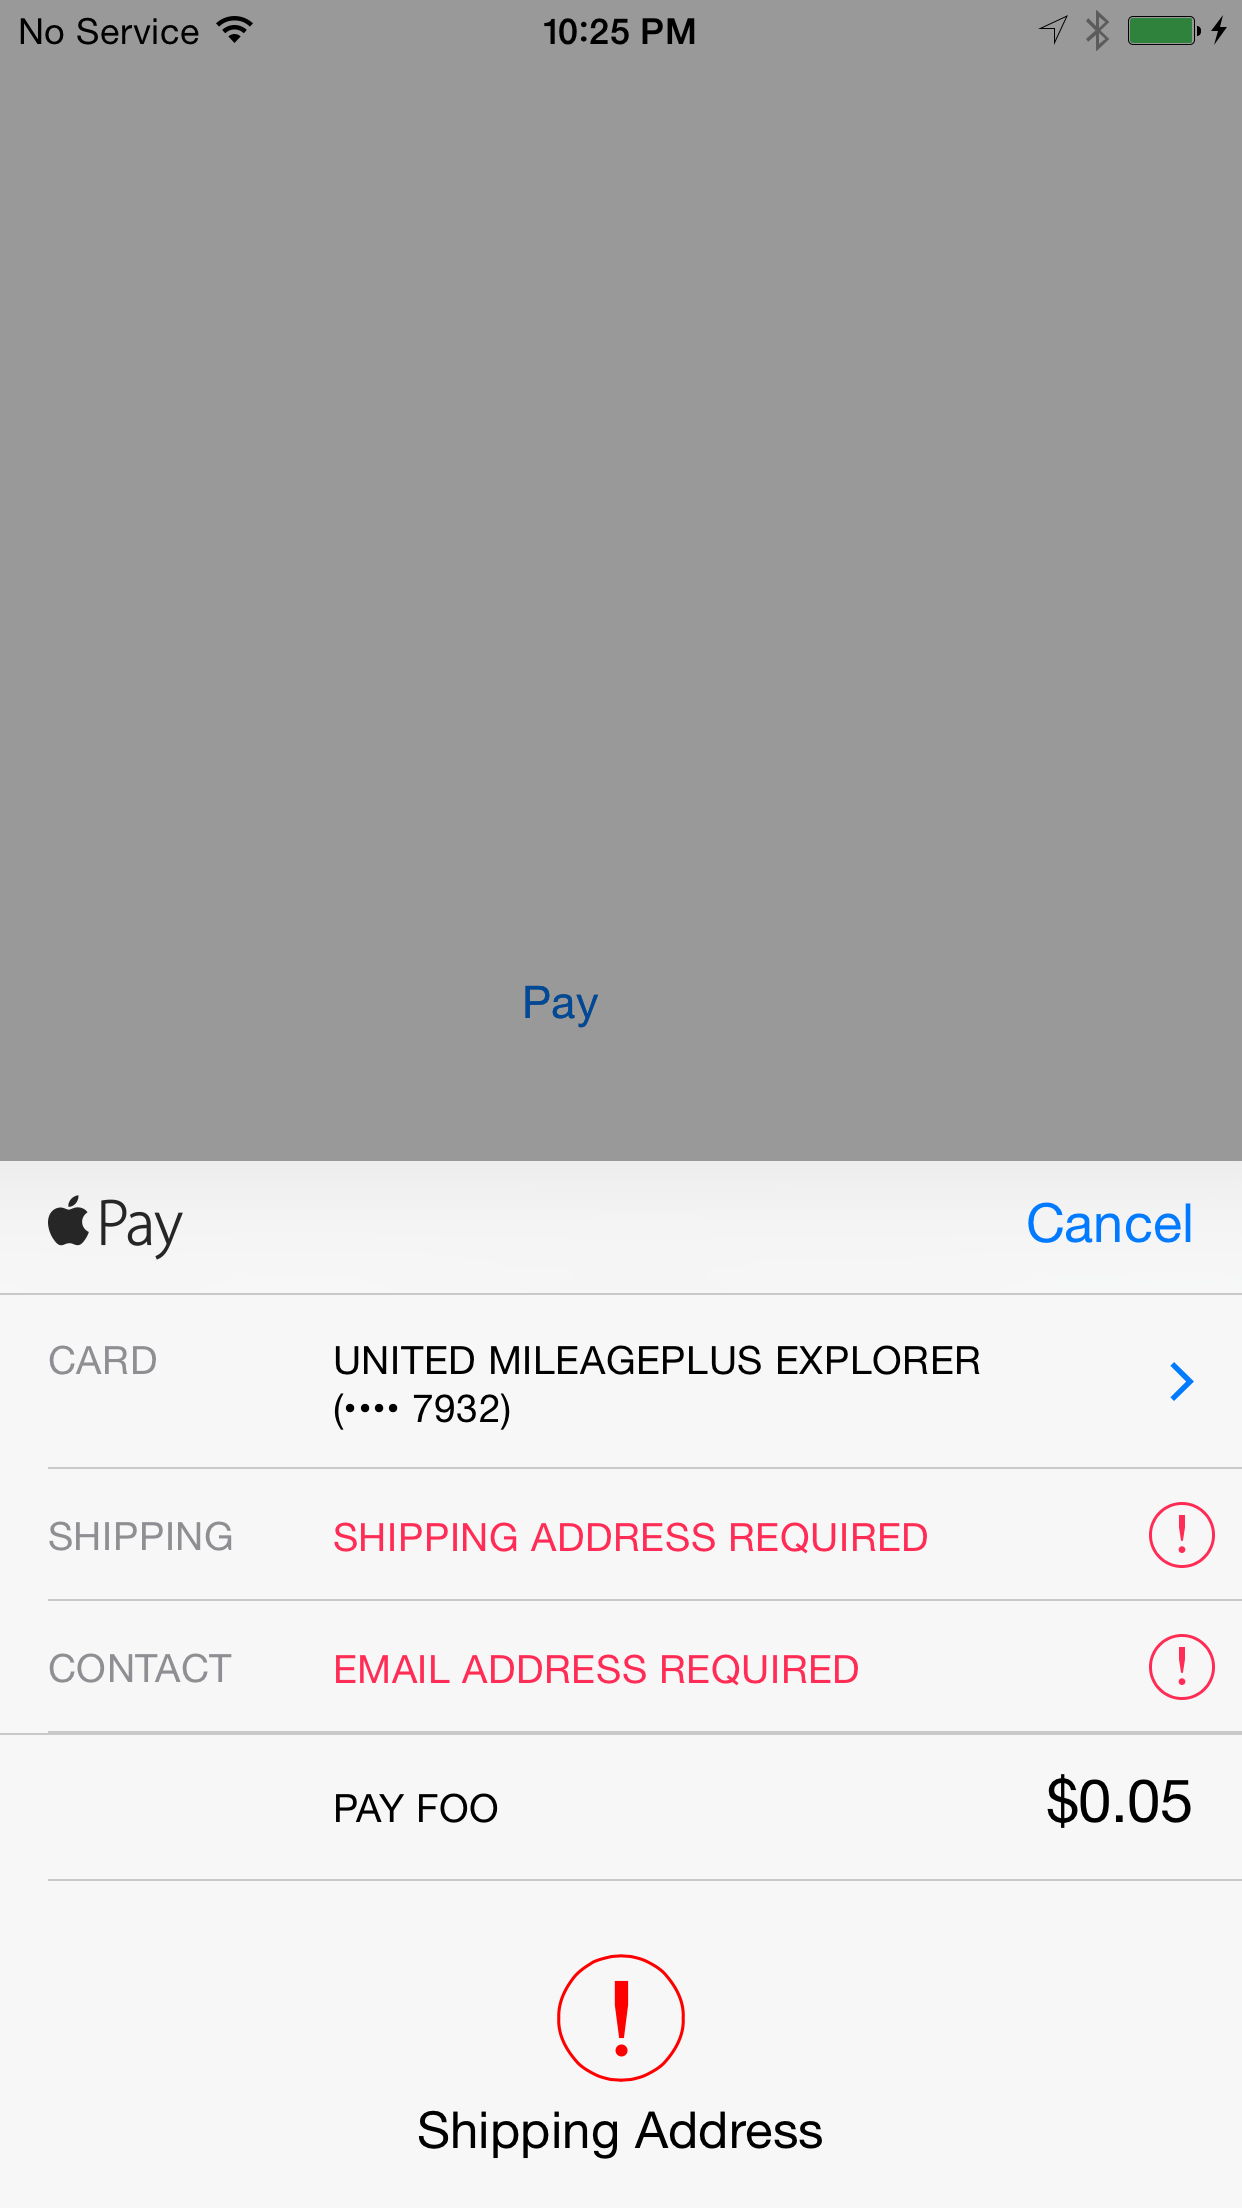 No Service
10:25 PM
Pay
Pay
Cancel
CARD
UNITED MILEAGEPLUS EXPLORER
(•••• 7932)
SHIPPING
SHIPPING ADDRESS REQUIRED
CONTACT
EMAIL ADDRESS REQUIRED
PAY FOO
$0.05
Shipping Address